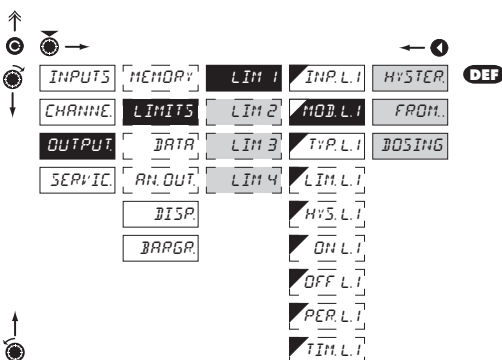 INPUTS MEMORY LIM 1 INP. L. 1 HYSTER. DEF
CHANNE. LIMITS LIM 2 MOD. L. 1 FROM..
OUTPUT. DATA LIM 3 TYP. L. 1 DOSING
SERVIC. AN. OUT. LIM 4 LIM. L. 1
DISP. HYS. L. 1
BARGR. ON L. 1
OFF L. 1
PER. L. 1
TIM. L. 1